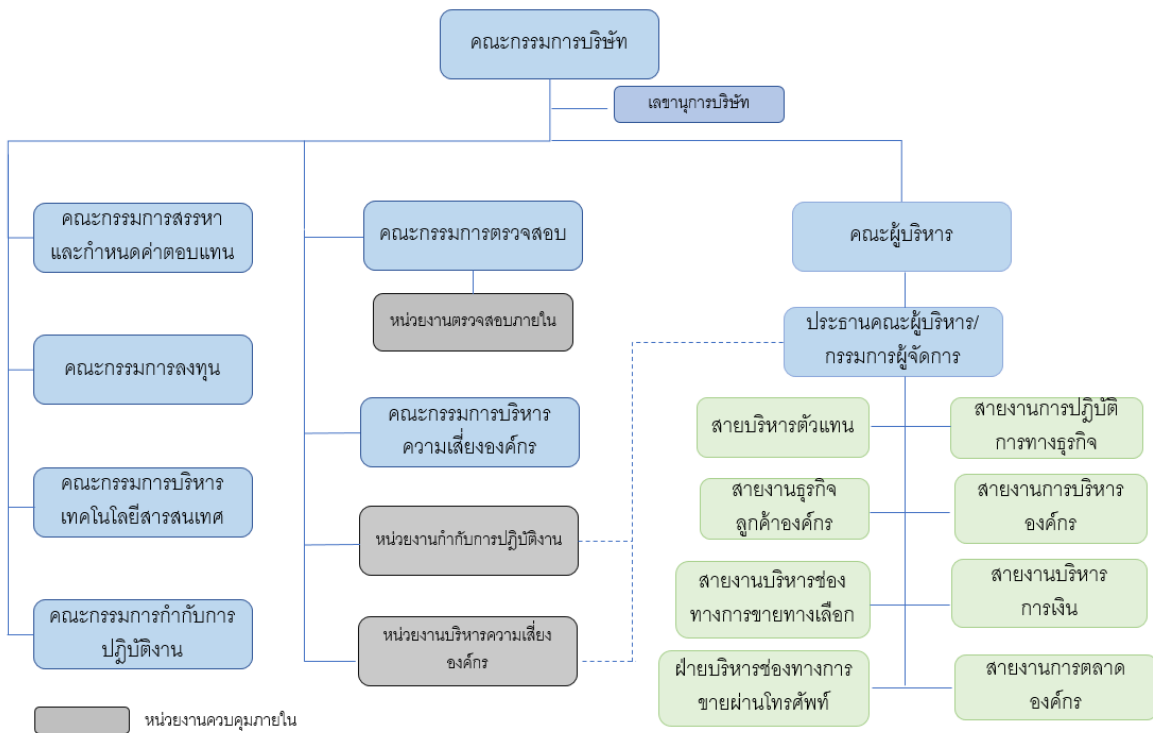 คณะกรรมการบริษัท
เลขานุการบริษัท
คณะกรรมการสรรหา
และกำหนดค่าตอบแทน
คณะกรรมการลงทุน
คณะกรรมการบริหาร
เทคโนโลยีสารสนเทศ
คณะกรรมการกำกับการ
ปฏิบัติงาน
คณะกรรมการตรวจสอบ
หน่วยงานตรวจสอบภายใน
คณะกรรมการบริหาร
ความเสี่ยงองค์กร
หน่วยงานกำกับการปฏิบัติงาน
หน่วยงานบริหารความเสี่ยง
องค์กร
คณะผู้บริหาร
ประธานคณะผู้บริหาร/
กรรมการผู้จัดการ
สายบริหารตัวแทน
สายงานการปฏิบัติ
การทางธุรกิจ
สายงานธุรกิจ
ลูกค้าองค์กร
สายงานการบริหาร
องค์กร
สายงานบริหารช่อง
ทางการขายทางเลือก
สายงานบริหาร
การเงิน
ฝ่ายบริหารช่องทางการ
ขายผ่านโทรศัพท์
สายงานการตลาด
องค์กร
หน่วยงานควบคุมภายใน